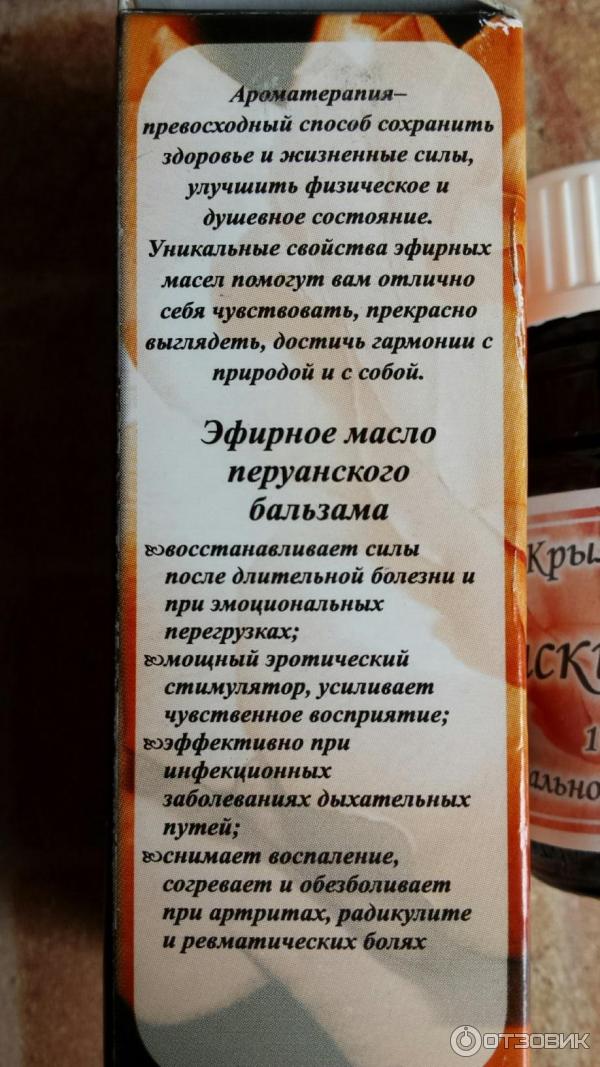 Ароматерапия–
превосходный способ сохранить
здоровье и жизненные силы,
улучшить физическое и
душевное состояние.
Уникальные свойства эфирных
масел помогут вам отлично
себя чувствовать, прекрасно
выглядеть, достичь гармонии с
природой и с собой.
Эфирное масло
перуанского
бальзама
восстанавливает силы
после длительной болезни и
при эмоциональных
перегрузках;
мощный эротический
стимулятор, усиливает
чувственное восприятие;
эффективно при
инфекционных
заболеваниях дыхательных
путей;
снимает воспаление,
согревает и обезболивает
при артритах, радикулите
и ревматических болях
ОТЗОВИК